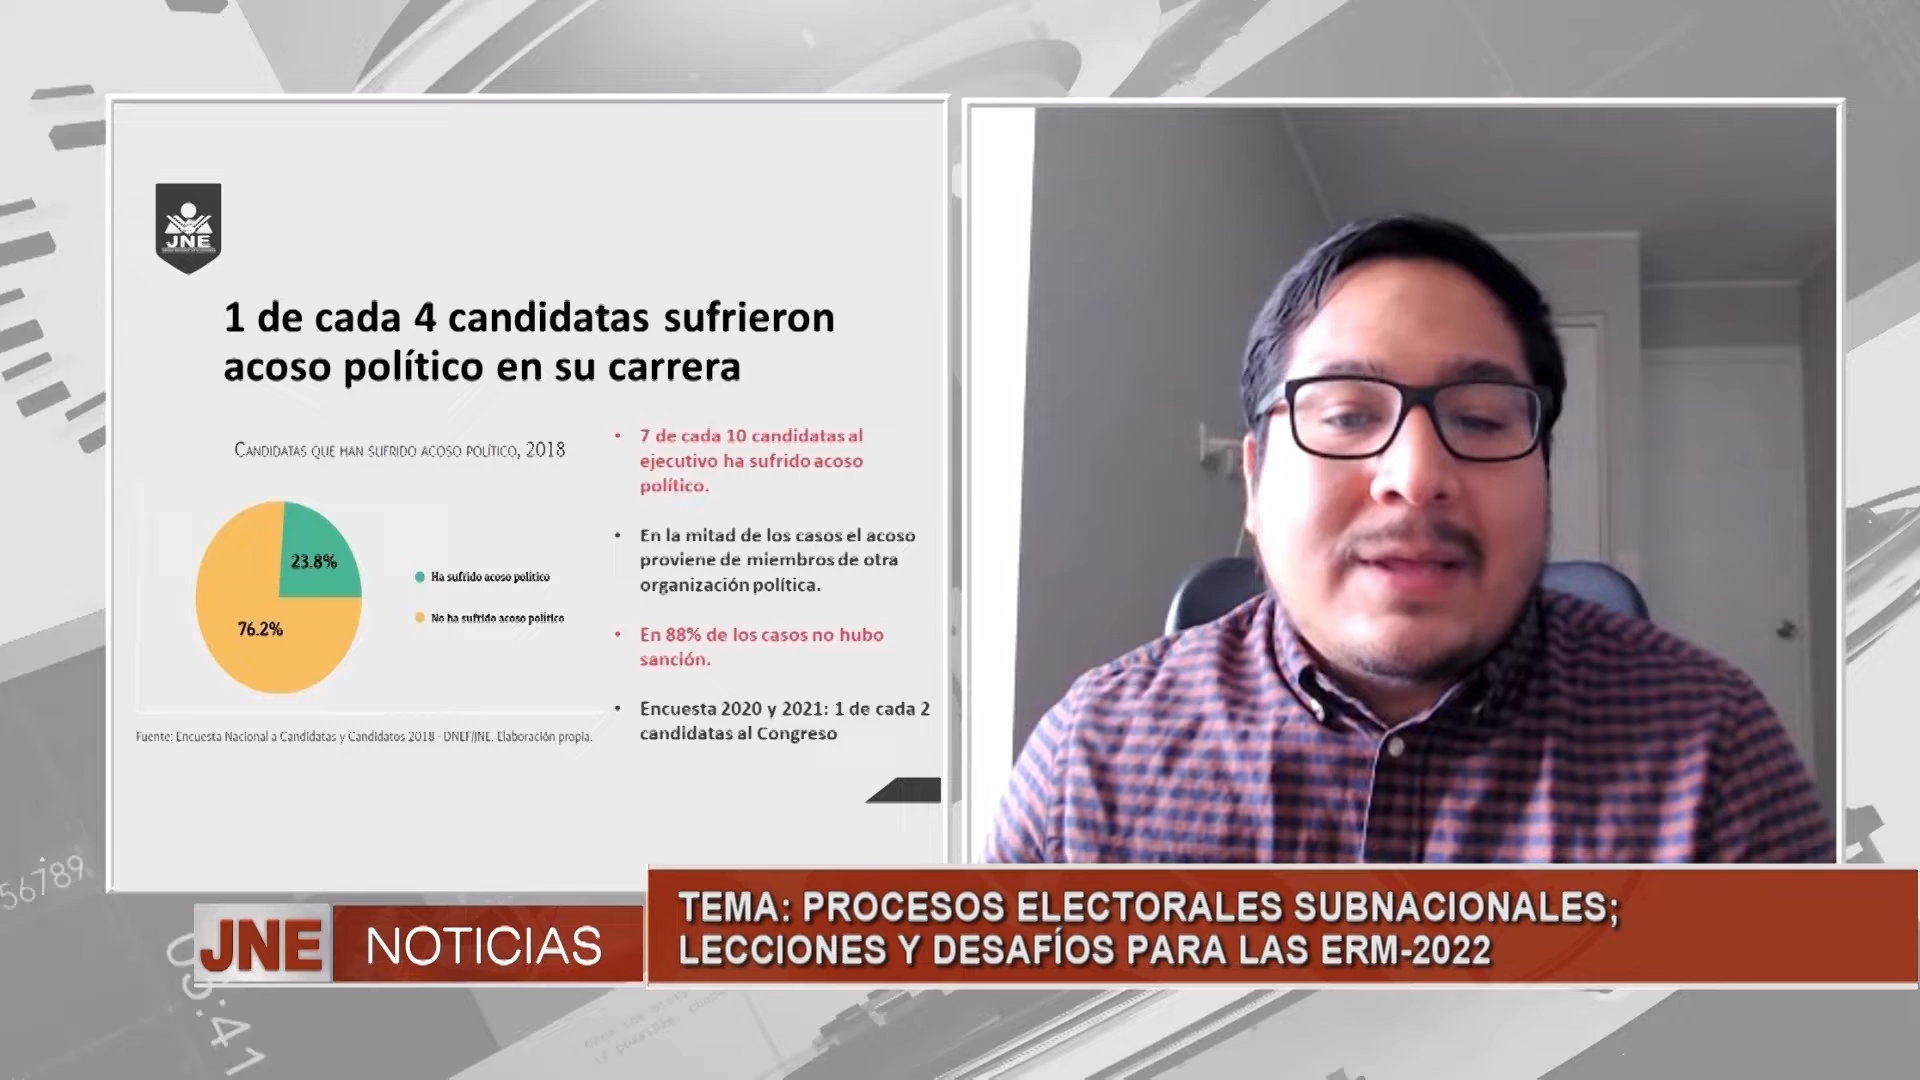 JNE
1 de cada 4 candidatas sufrieron
acoso político en su carrera
CANDIDATAS QUE HAN SUFRIDO ACOSO POLÍTICO, 2018
23.8%
76.2%
Ha sufrido acoso político
No ha sufrido acoso político
Fuente: Encuesta Nacional a Candidatas y Candidatos 2018 - DNEF/JNE. Elaboración propia.
• 7 de cada 10 candidatas al
ejecutivo ha sufrido acoso
político.
• En la mitad de los casos el acoso
proviene de miembros de otra
organización política.
• En 88% de los casos no hubo
sanción.
• Encuesta 2020 y 2021: 1 de cada 2
candidatas al Congreso
56789
JNE NOTICIAS
TEMA: PROCESOS ELECTORALES SUBNACIONALES;
LECCIONES Y DESAFÍOS PARA LAS ERM-2022